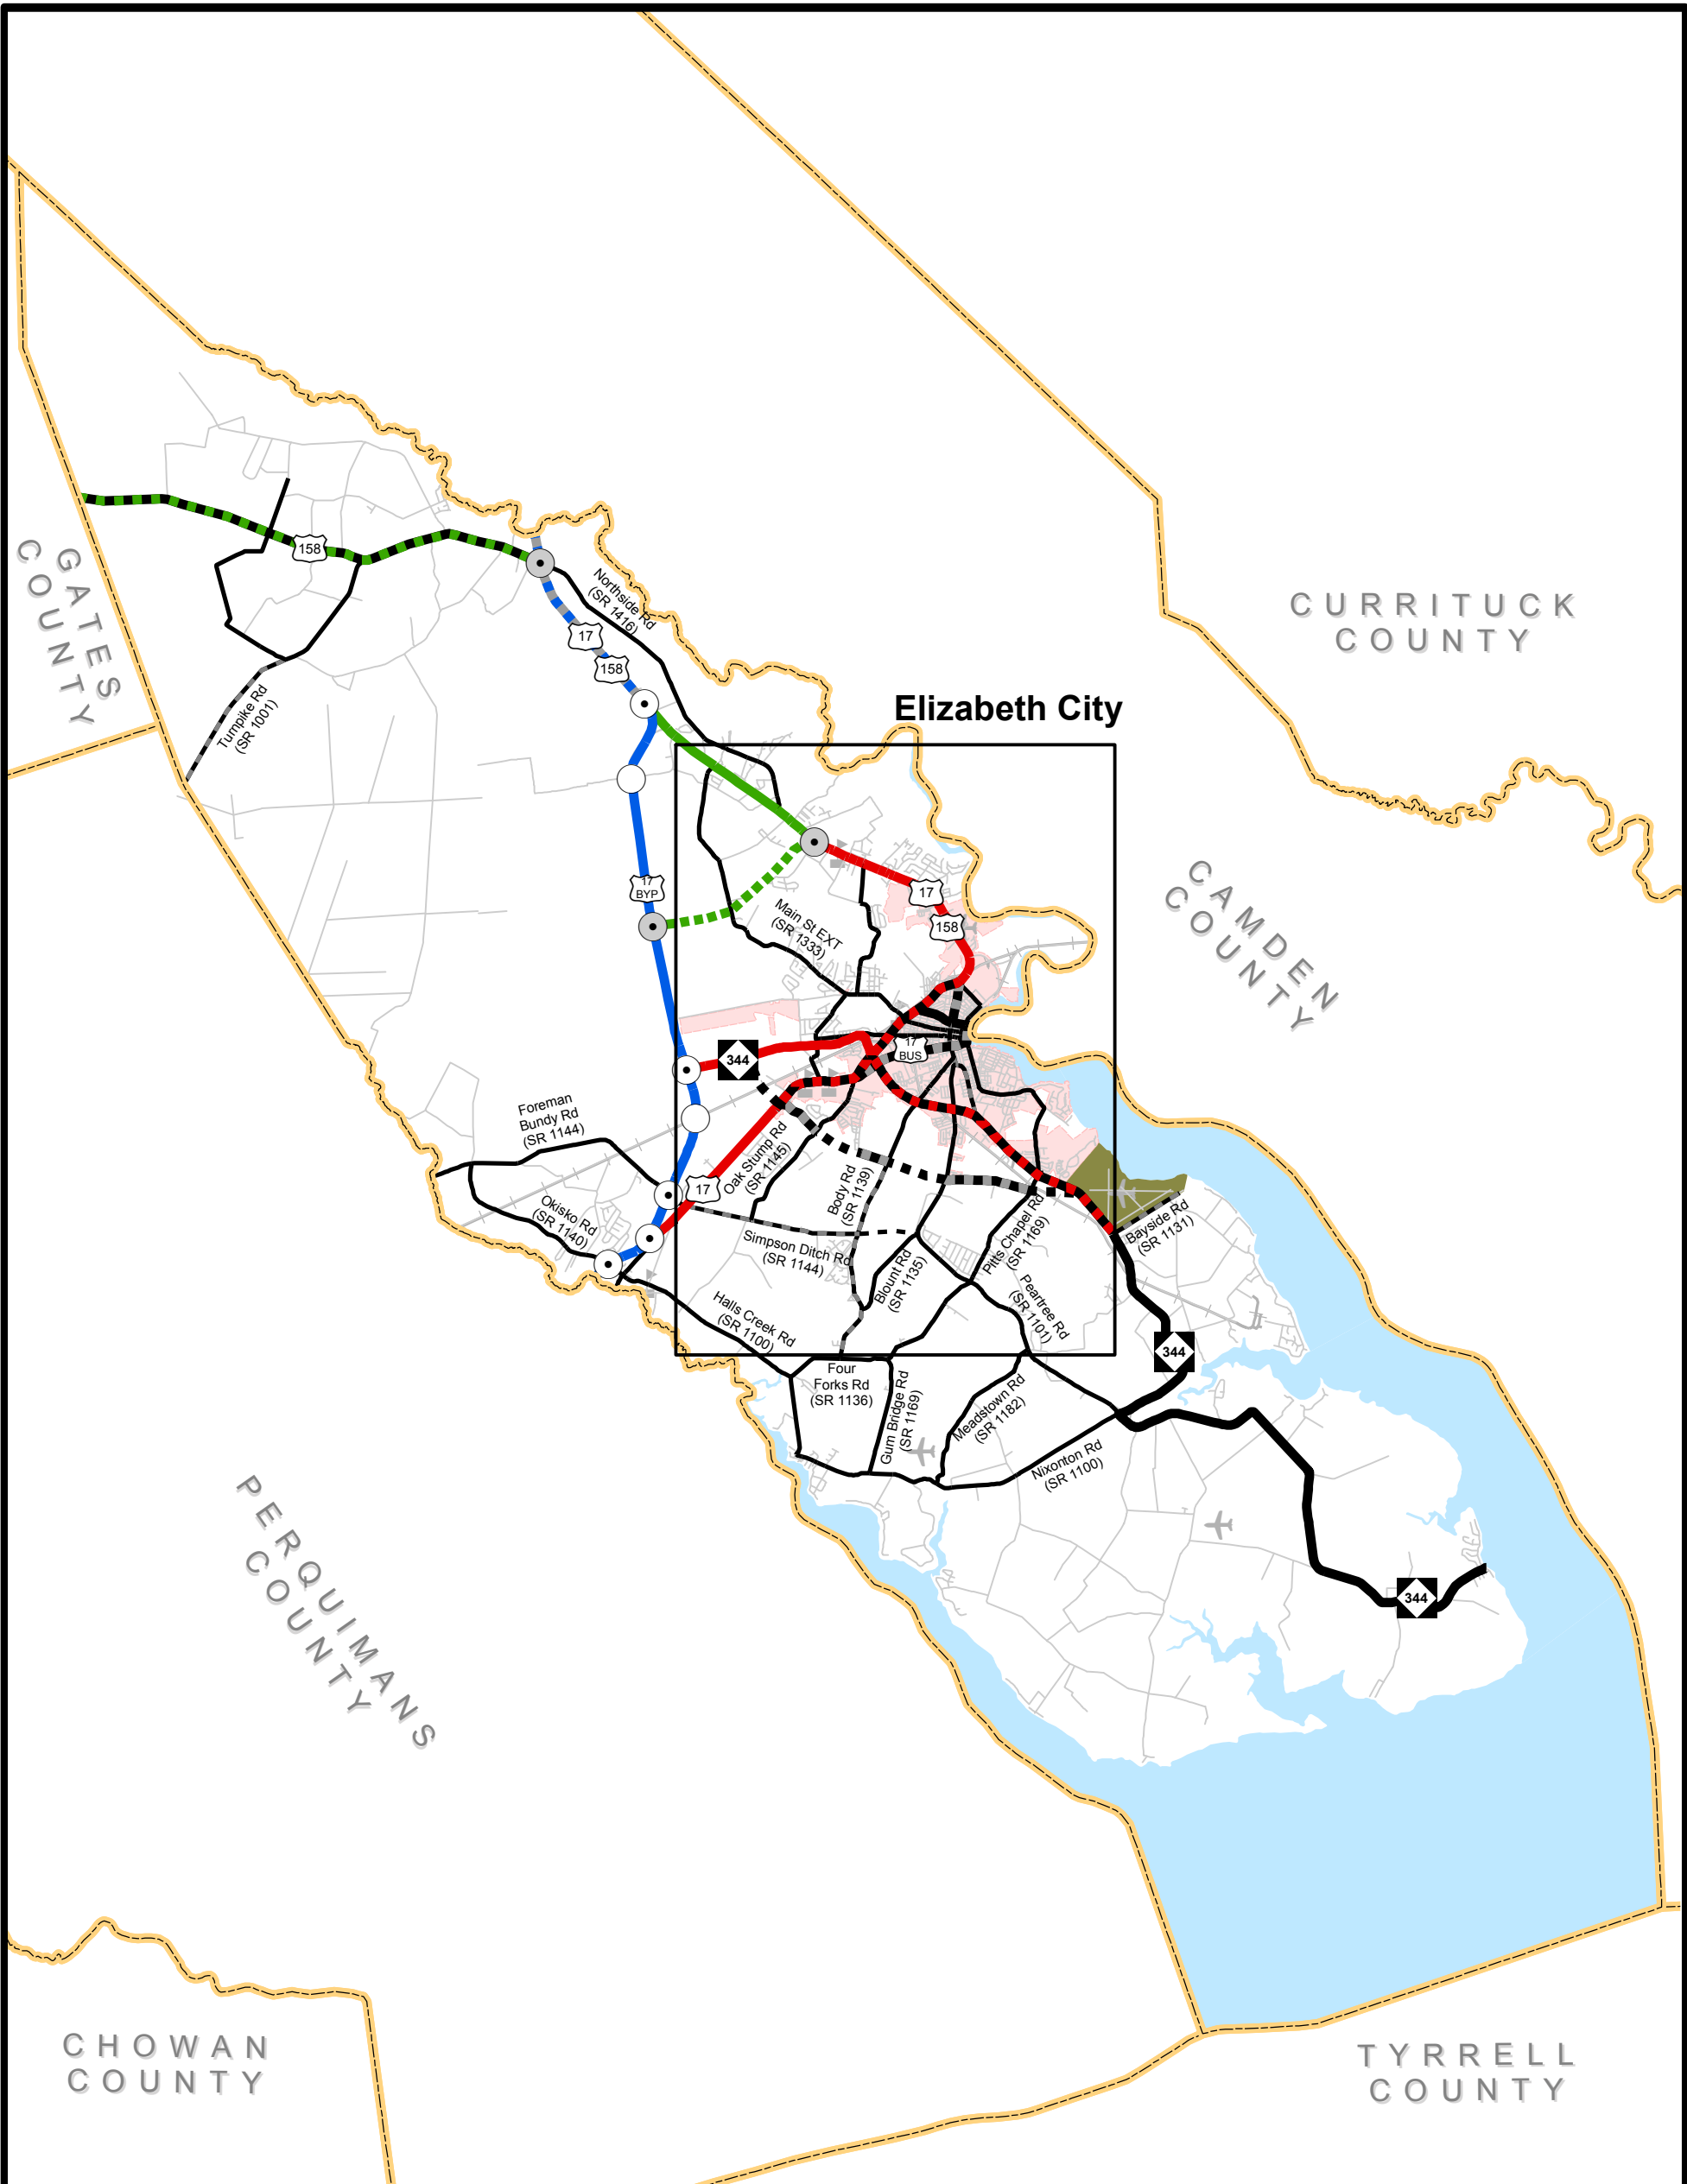 158
GATES
COUNTY
Northside Rd
(SR 1416)
17
158
CURRITUCK
COUNTY
Turnpike Rd
(SR 1001)
Elizabeth City
17
BYP
17
158
Main St EXT
(SR 1333)
CAMDEN
COUNTY
344
17
BUS
Foreman
Bundy Rd
(SR 1144)
Oak Stump Rd
(SR 1145)
17
Body Rd
(SR 1139)
Okisko Rd
(SR 1140)
Simpson Ditch Rd
(SR 1144)
Pitts Chapel Rd
(SR 1169)
Bayside Rd
(SR 1131)
Blount Rd
(SR 1135)
Peartree Rd
(SR 1101)
Halls Creek Rd
(SR 1100)
344
Four
Forks Rd
(SR 1136)
Gum Bridge Rd
(SR 1169)
Meadstown Rd
(SR 1182)
Nixonton Rd
(SR 1100)
PERQUIMANS
COUNTY
344
CHOWAN
COUNTY
TYRRELL
COUNTY